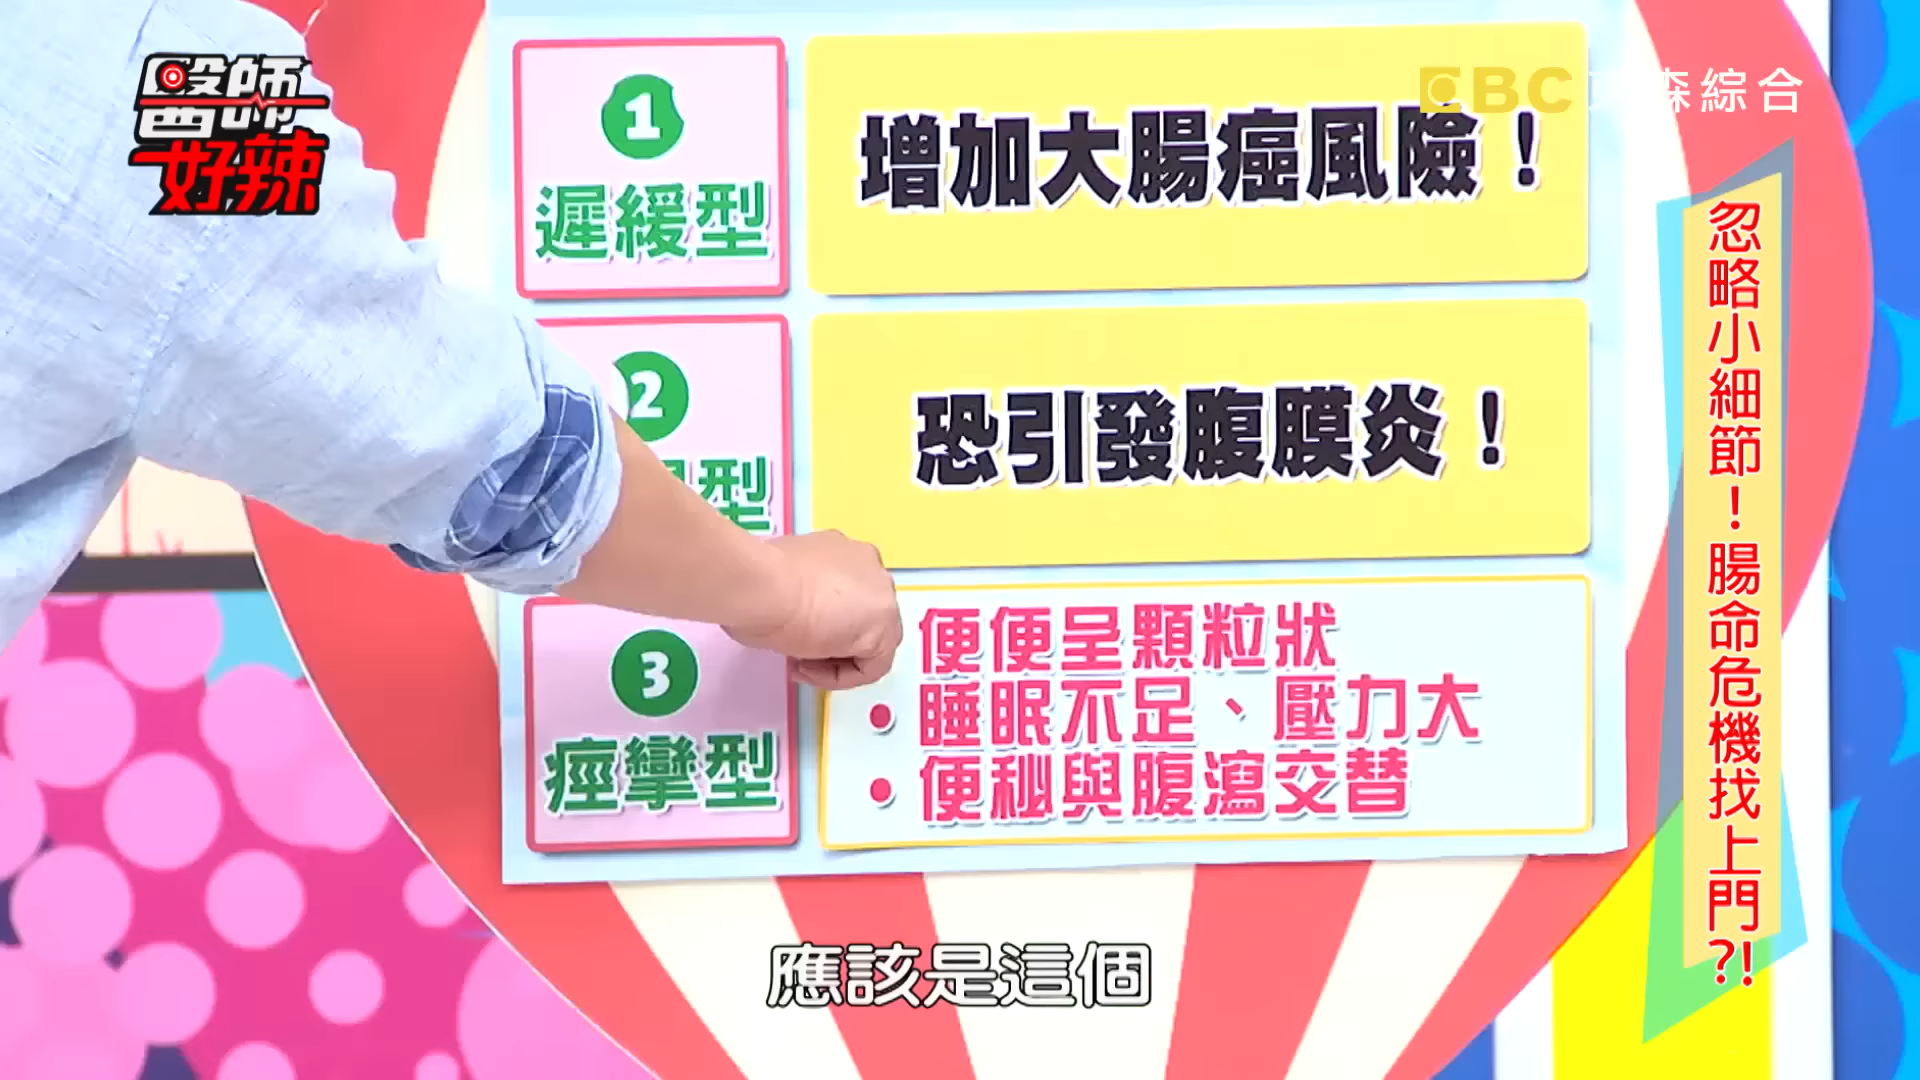 醫師
好辣
EBC 森綜合
1
遲緩型
增加大腸癌風險！
2
型
恐引發腹膜炎！
3
痙攣型
便便呈顆粒狀
• 睡眠不足、壓力大
• 便秘與腹瀉交替
忽略小細節！腸命危機找上門?!
應該是這個